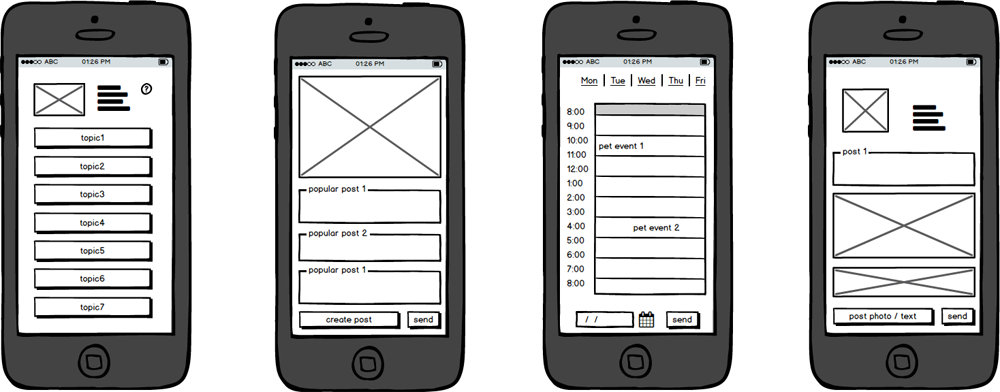 ABC 01:26 PM
?
topic1
topic2
topic3
topic4
topic5
topic6
topic7
ABC 01:26 PM
popular post 1
popular post 2
popular post 1
create post send
ABC 01:26 PM
Mon Tue Wed Thu Fri
8:00
9:00
10:00
pet event 1
11:00
12:00
1:00
2:00
3:00
4:00 pet event 2
5:00
6:00
7:00
8:00
/ / send
ABC 01:26 PM
post 1
post photo / text send